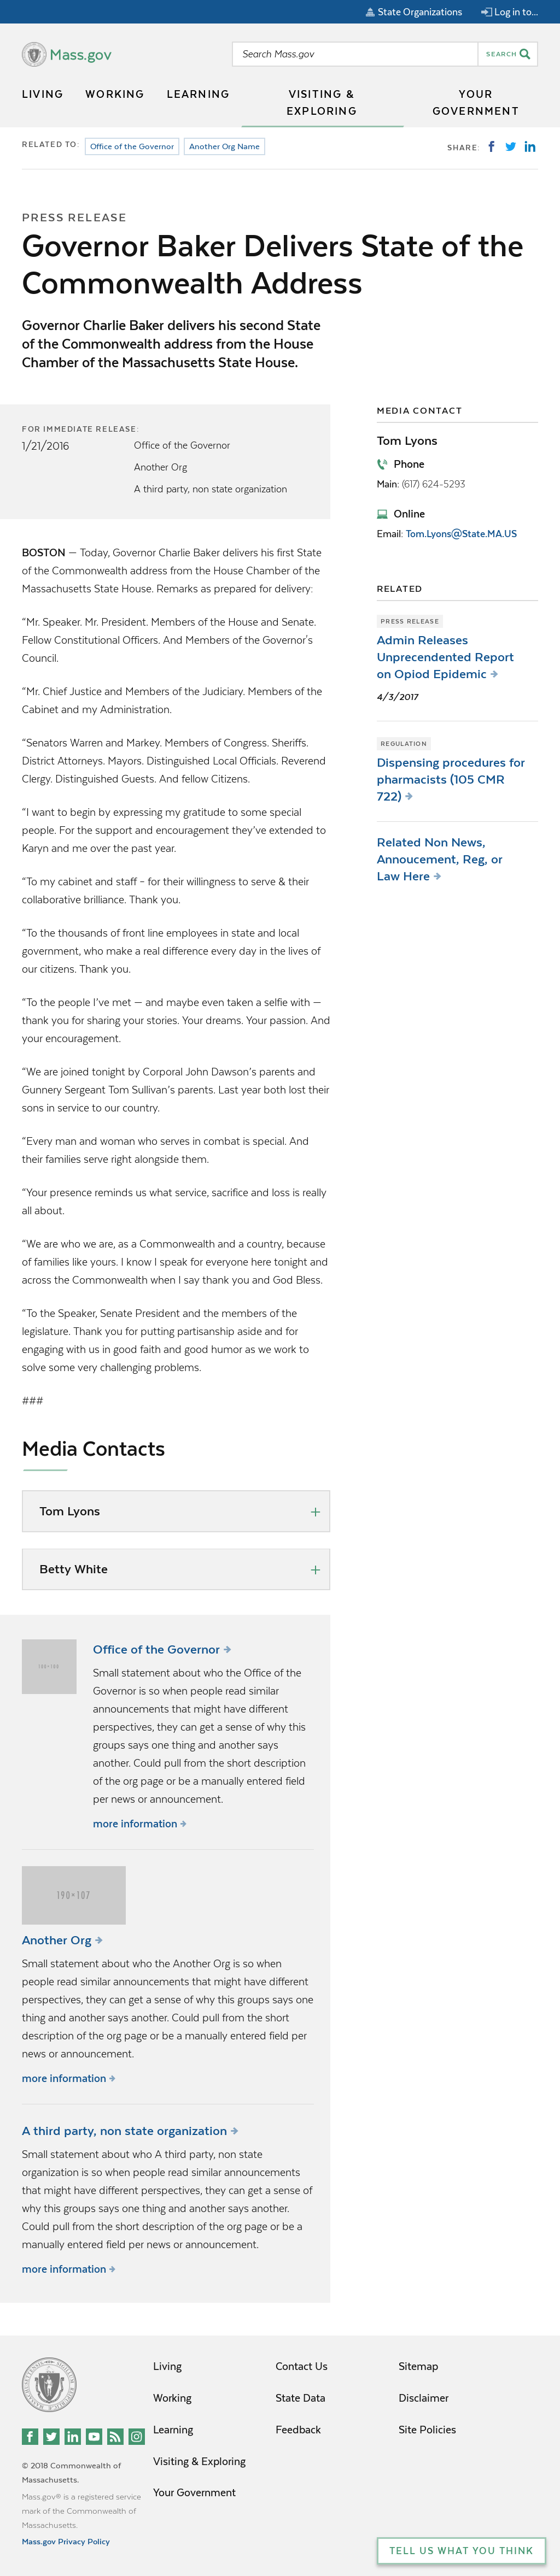 State Organizations
Log in to...
Mass.gov
Search Mass.gov
SEARCH
LIVING
WORKING
LEARNING
VISITING &
EXPLORING
YOUR
GOVERNMENT
RELATED TO:
Office of the Governor
Another Org Name
SHARE:
PRESS RELEASE
Governor Baker Delivers State of the
Commonwealth Address
Governor Charlie Baker delivers his second State
of the Commonwealth address from the House
Chamber of the Massachusetts State House.
FOR IMMEDIATE RELEASE:
1/21/2016
Office of the Governor
Another Org
A third party, non state organization
BOSTON — Today, Governor Charlie Baker delivers his first State
of the Commonwealth address from the House Chamber of the
Massachusetts State House. Remarks as prepared for delivery:
“Mr. Speaker. Mr. President. Members of the House and Senate.
Fellow Constitutional Officers. And Members of the Governor's
Council.
“Mr. Chief Justice and Members of the Judiciary. Members of the
Cabinet and my Administration.
“Senators Warren and Markey. Members of Congress. Sheriffs.
District Attorneys. Mayors. Distinguished Local Officials. Reverend
Clergy. Distinguished Guests. And fellow Citizens.
“I want to begin by expressing my gratitude to some special
people. For the support and encouragement they’ve extended to
Karyn and me over the past year.
“To my cabinet and staff – for their willingness to serve & their
collaborative brilliance. Thank you.
“To the thousands of front line employees in state and local
government, who make a real difference every day in the lives of
our citizens. Thank you.
“To the people I’ve met — and maybe even taken a selfie with —
thank you for sharing your stories. Your dreams. Your passion. And
your encouragement.
“We are joined tonight by Corporal John Dawson’s parents and
Gunnery Sergeant Tom Sullivan’s parents. Last year both lost their
sons in service to our country.
“Every man and woman who serves in combat is special. And
their families serve right alongside them.
“Your presence reminds us what service, sacrifice and loss is really
all about.
“We are who we are, as a Commonwealth and a country, because
of families like yours. I know I speak for everyone here tonight and
across the Commonwealth when I say thank you and God Bless.
“To the Speaker, Senate President and the members of the
legislature. Thank you for putting partisanship aside and for
engaging with us in good faith and good humor as we work to
solve some very challenging problems.
###
MEDIA CONTACT
Tom Lyons
Phone
Main: (617) 624-5293
Online
Email: Tom.Lyons@State.MA.US
RELATED
PRESS RELEASE
Admin Releases
Unprecendented Report
on Opiod Epidemic
4/3/2017
REGULATION
Dispensing procedures for
pharmacists (105 CMR
722)
Related Non News,
Annoucement, Reg, or
Law Here
Media Contacts
Tom Lyons
Betty White
100×100
Office of the Governor
Small statement about who the Office of the
Governor is so when people read similar
announcements that might have different
perspectives, they can get a sense of why this
groups says one thing and another says
another. Could pull from the short description
of the org page or be a manually entered field
per news or announcement.
more information
190×107
Another Org
Small statement about who the Another Org is so when
people read similar announcements that might have different
perspectives, they can get a sense of why this groups says one
thing and another says another. Could pull from the short
description of the org page or be a manually entered field per
news or announcement.
more information
A third party, non state organization
Small statement about who A third party, non state
organization is so when people read similar announcements
that might have different perspectives, they can get a sense of
why this groups says one thing and another says another.
Could pull from the short description of the org page or be a
manually entered field per news or announcement.
more information
Living
Working
Learning
Visiting & Exploring
Your Government
Contact Us
State Data
Feedback
Sitemap
Disclaimer
Site Policies
© 2018 Commonwealth of
Massachusetts.
Mass.gov® is a registered service
mark of the Commonwealth of
Massachusetts.
Mass.gov Privacy Policy
TELL US WHAT YOU THINK